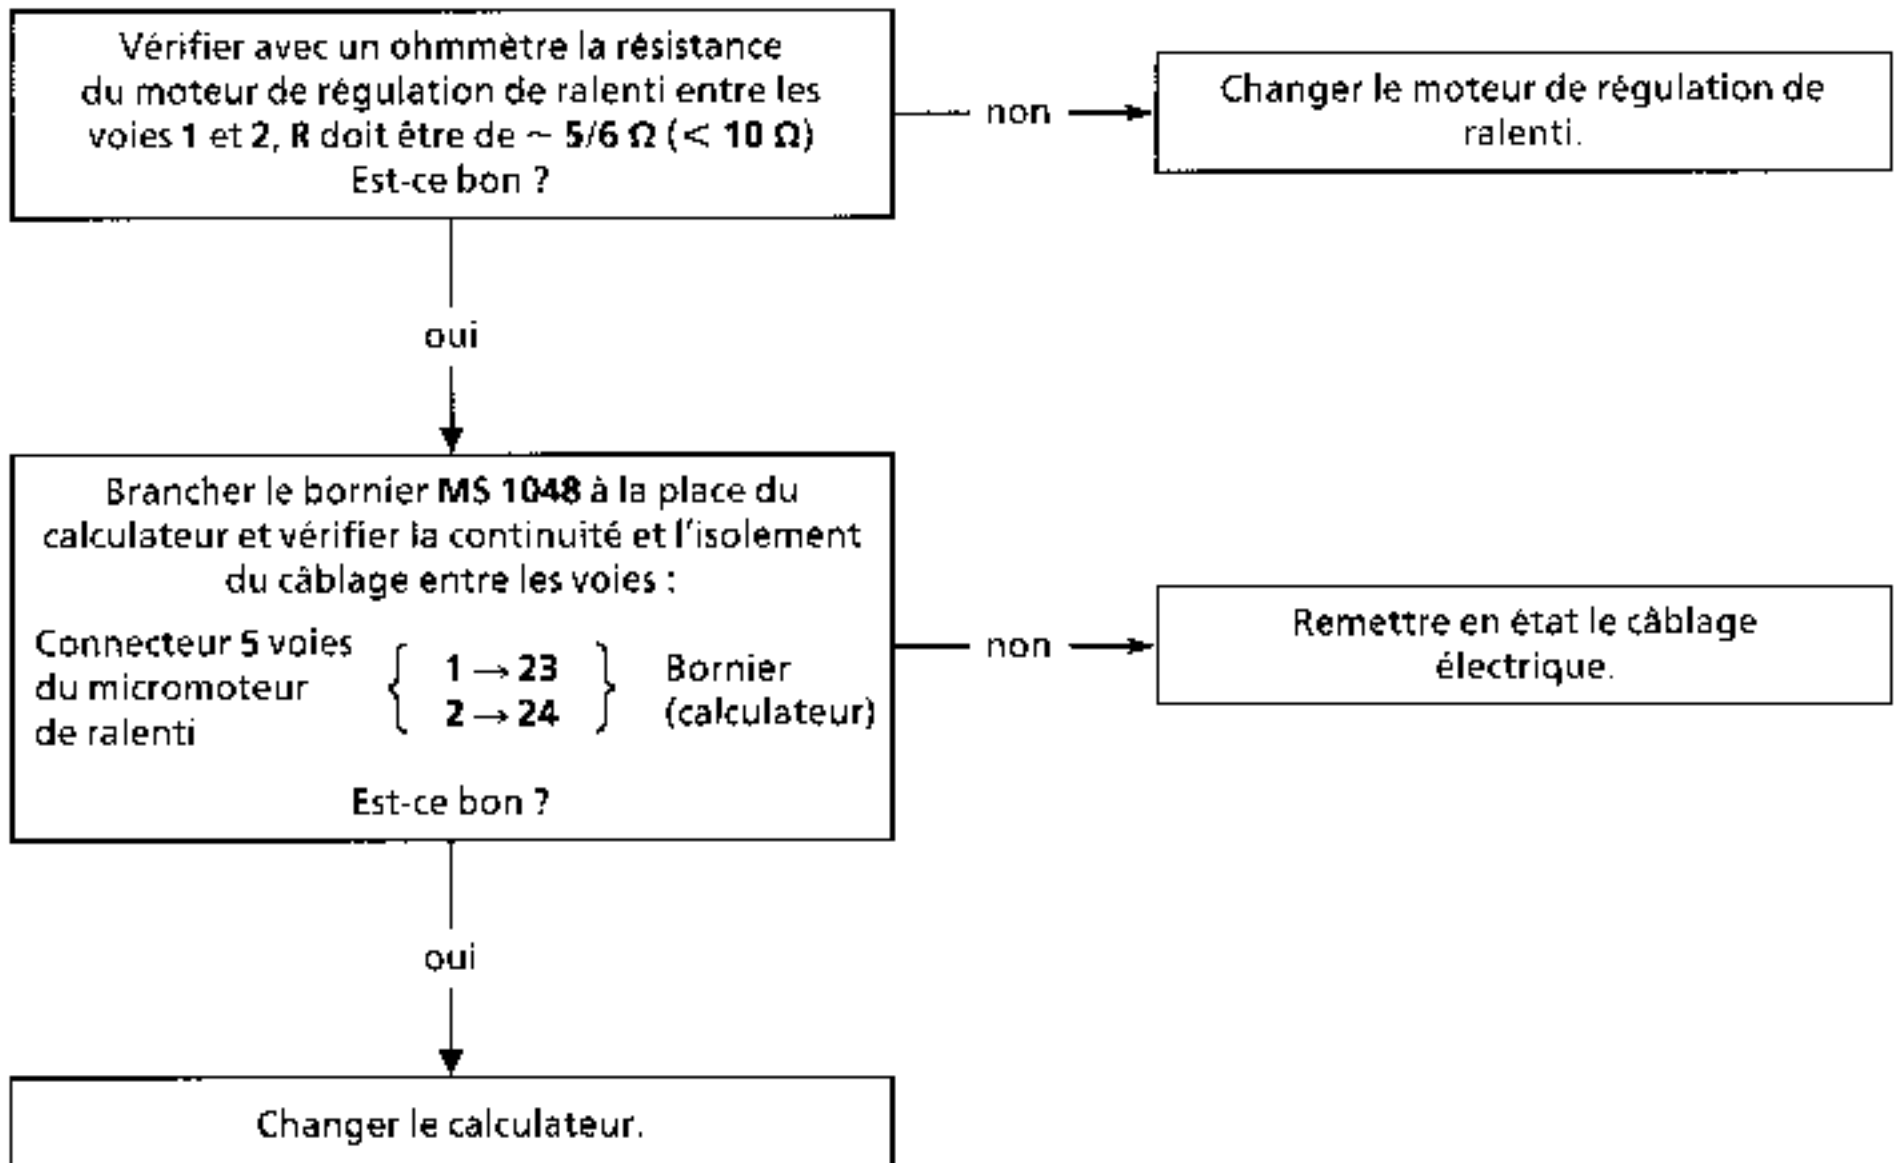 Vérifier avec un ohmmètre la résistance
du moteur de régulation de ralenti entre les
voies 1 et 2, R doit être de ~ 5/6 Ω (< 10 Ω)
Est-ce bon ?
non
Changer le moteur de régulation de
ralenti.
oui
Brancher le bornier MS 1048 à la place du
calculateur et vérifier la continuité et l'isolement
du câblage entre les voies :
Connecteur 5 voies
du micromoteur
de ralenti
1 → 23
2 → 24
Bornier
(calculateur)
Est-ce bon ?
non
Remettre en état le câblage
électrique.
oui
Changer le calculateur.